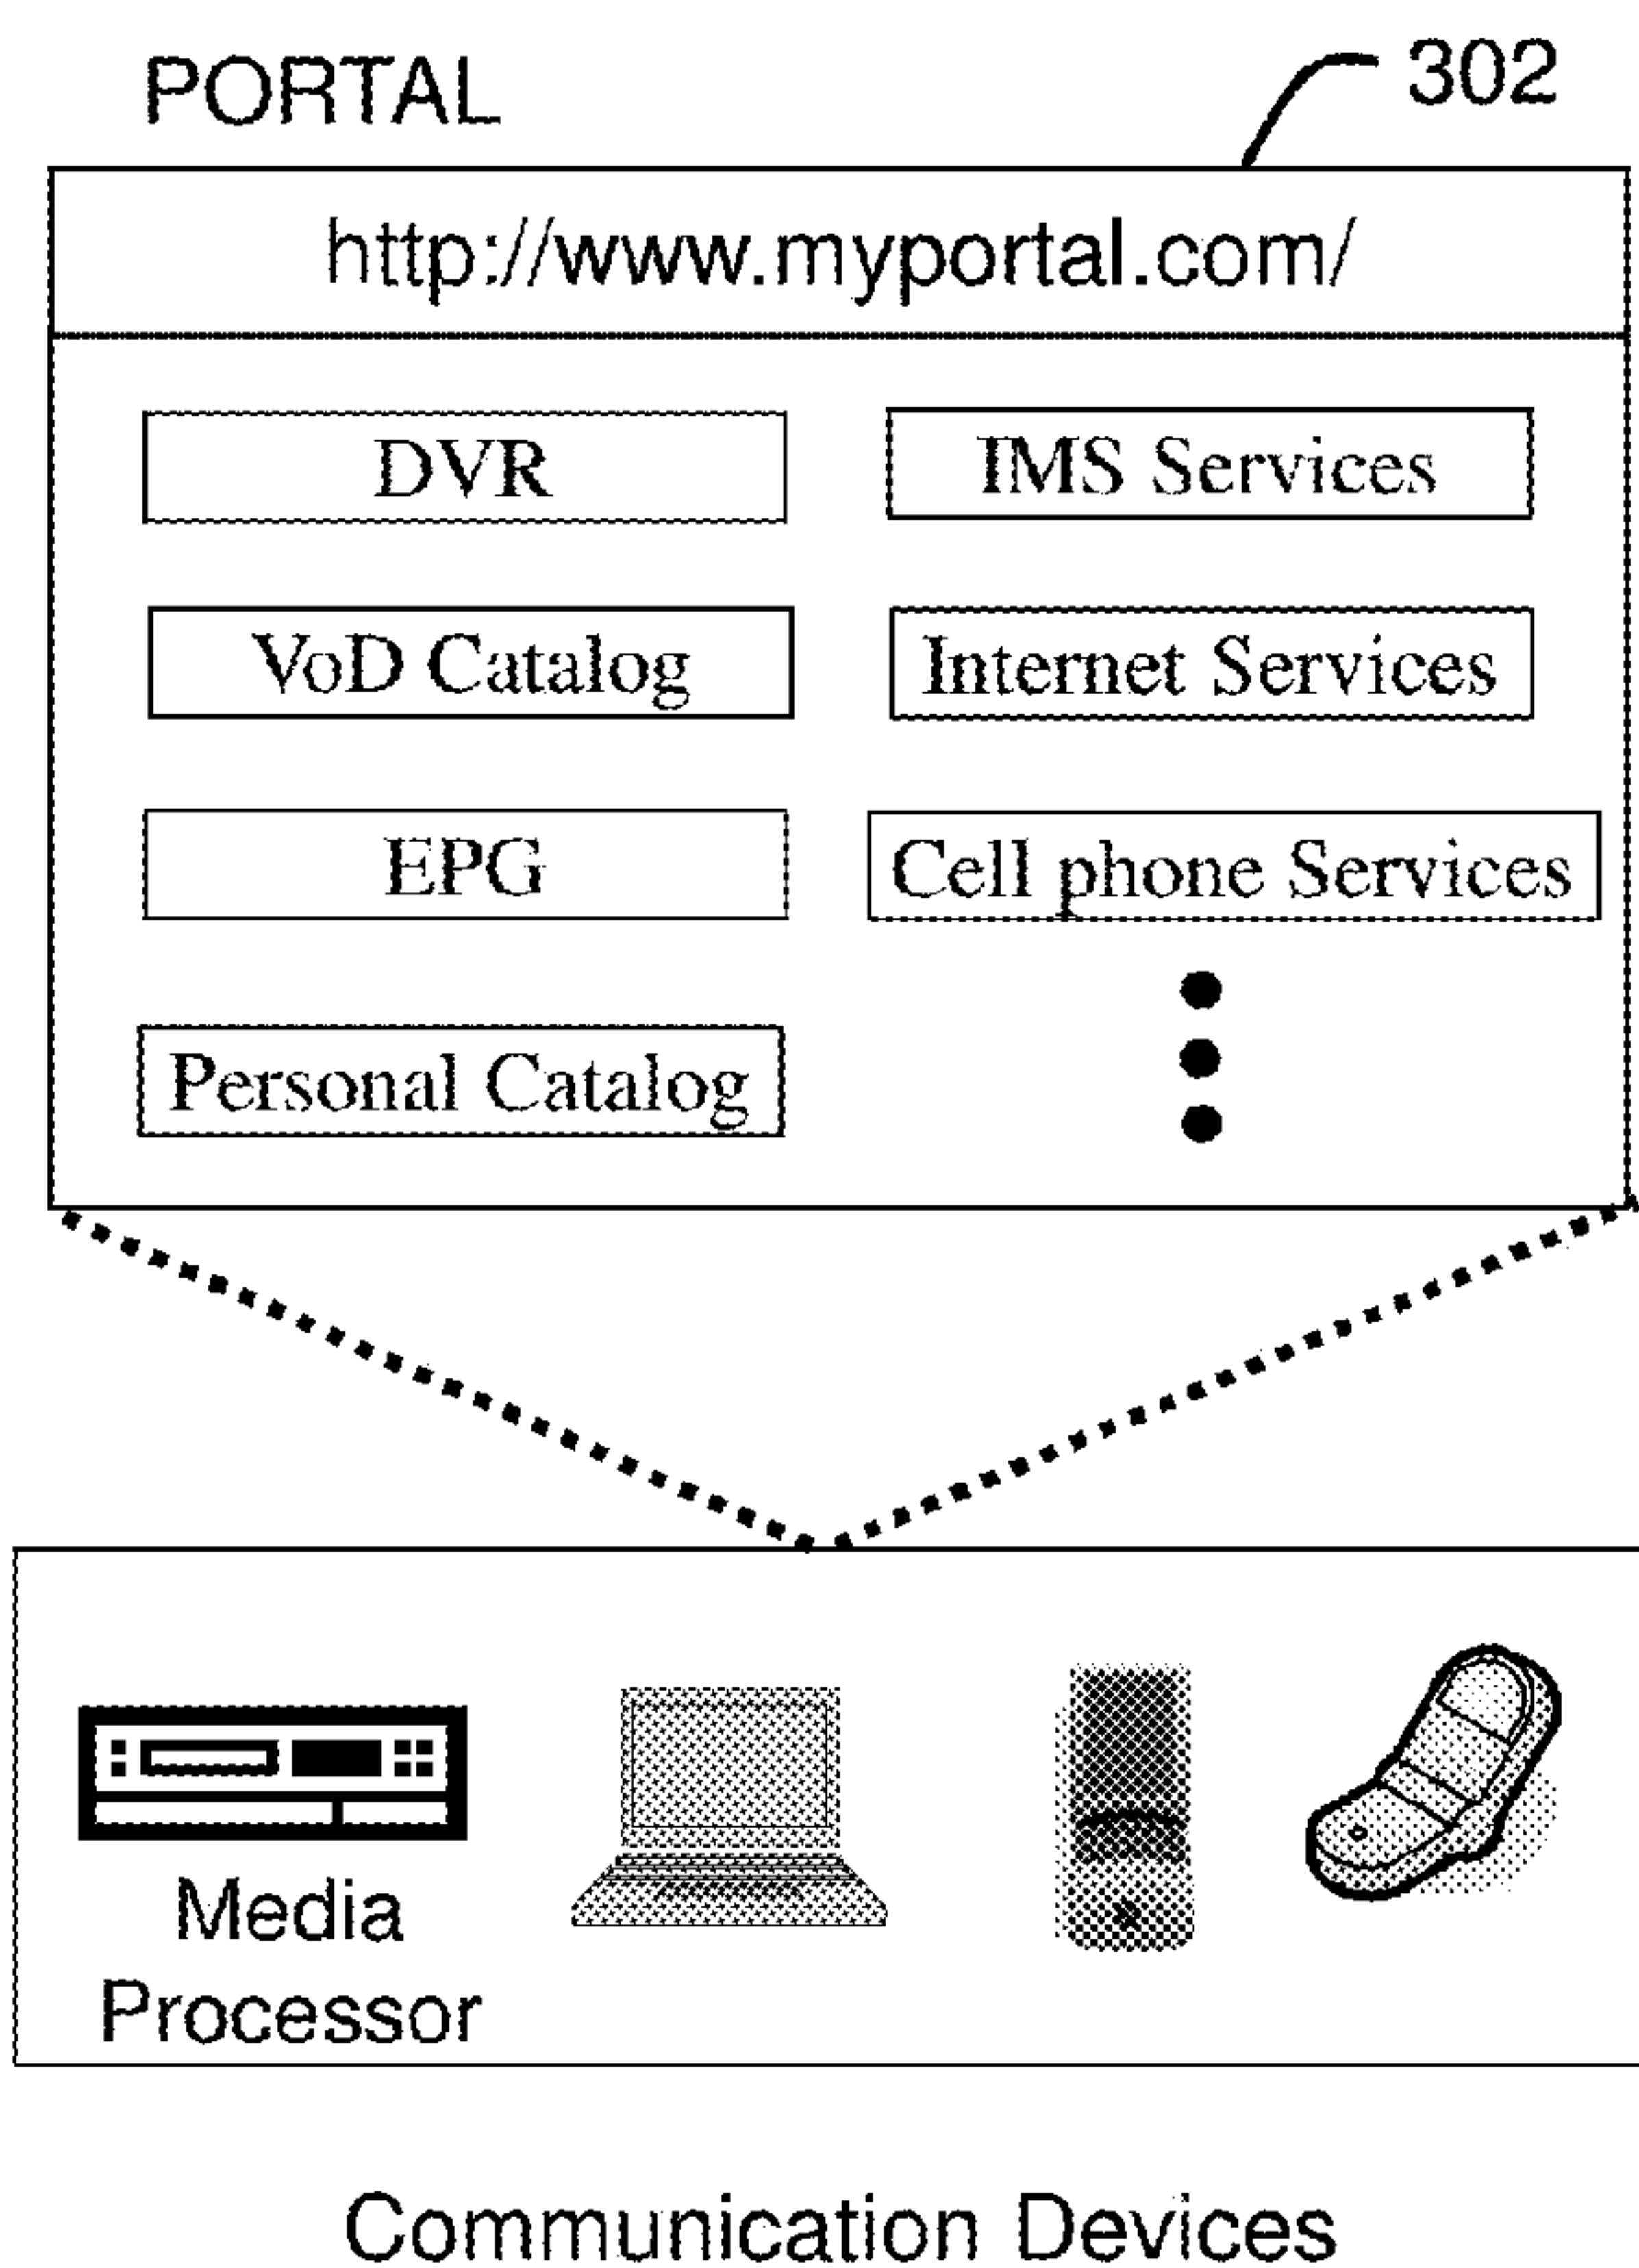 PORTAL
302
http://www.myportal.com/
DVR
IMS Services
VoD Catalog
Internet Services
EPG
Cell phone Services
Personal Catalog
Media
Processor
Communication Devices